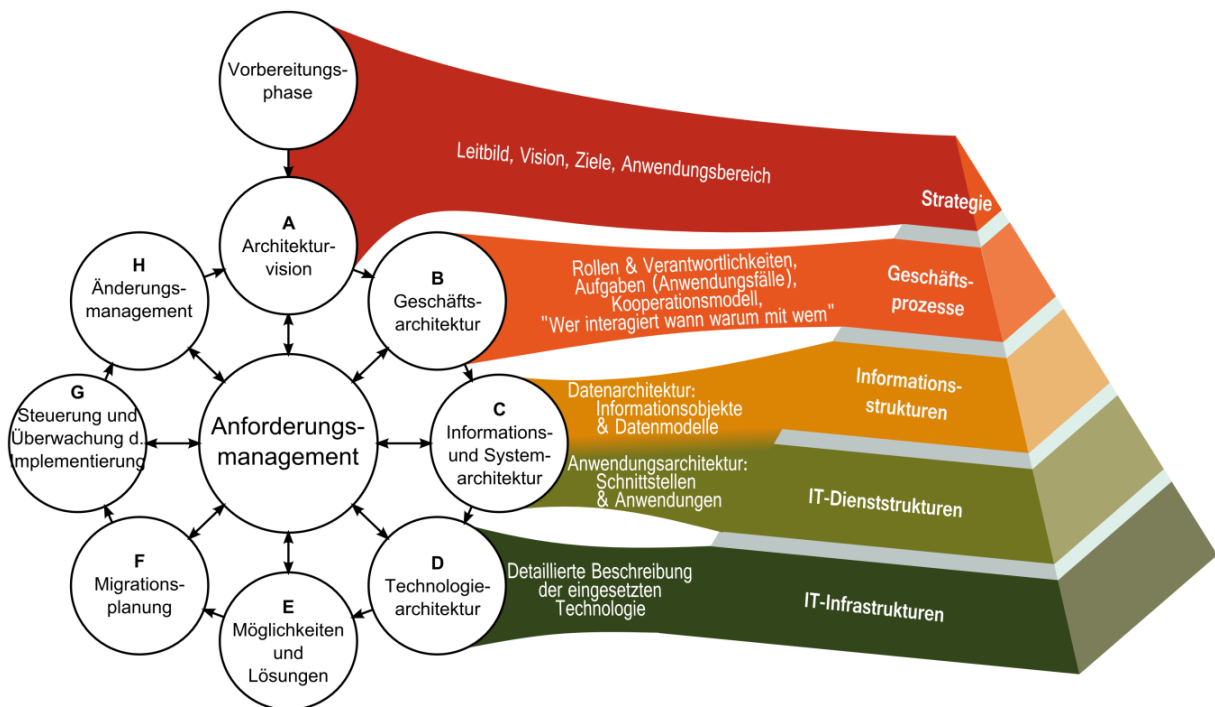 Vorbereitungs-
phase
A
Architektur-
vision
B
Geschäfts-
architektur
C
Informations-
und System-
architektur
D
Technologie-
architektur
E
Möglichkeiten
und
Lösungen
F
Migrations-
planung
G
Steuerung und
Überwachung d..
Implementierung
H
Änderungs-
management
Anforderungs-
management
Leitbild, Vision, Ziele, Anwendungsbereich
Strategie
Rollen & Verantwortlichkeiten,
Aufgaben (Anwendungsfälle),
Kooperationsmodell,
"Wer interagiert wann warum mit wem"
Geschäfts-
prozesse
Datenarchitektur:
Informationsobjekte
& Datenmodelle
Informations-
strukturen
Anwendungsarchitektur:
Schnittstellen
& Anwendungen
IT-Dienststrukturen
Detaillierte Beschreibung
der eingesetzten
Technologie
IT-Infrastrukturen